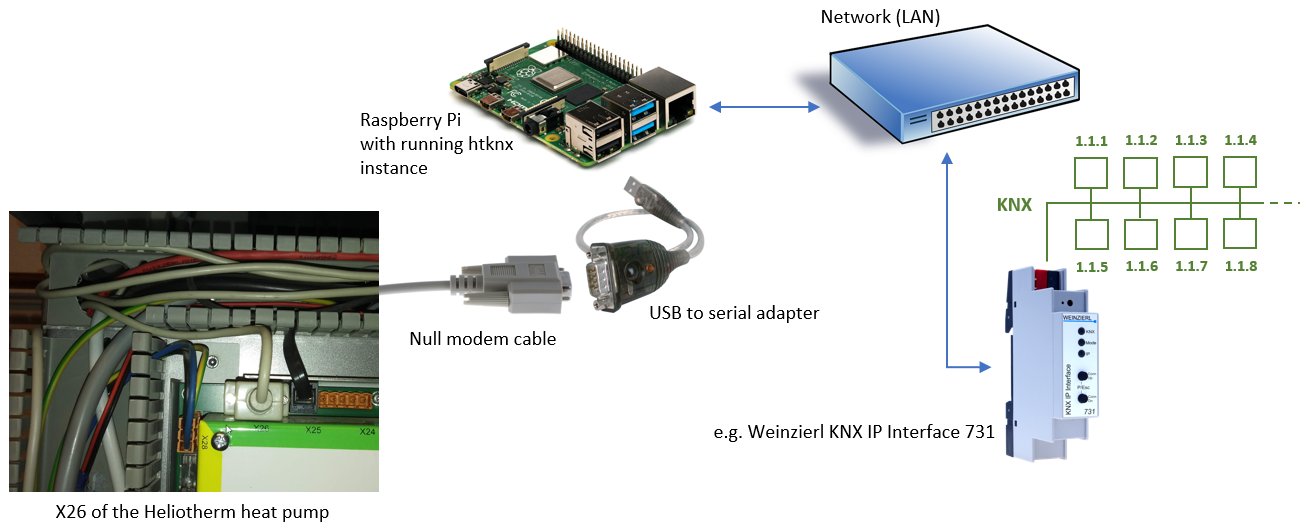 Network (LAN)
Raspberry Pi
with running htknx
instance
1.1.1
1.1.2
1.1.3
1.1.4
KNX
1.1.5
1.1.6
1.1.7
1.1.8
USB to serial adapter
Null modem cable
WEINZIERL
KNX
Mode
IP
KNX IP Interface
731
e.g. Weinzierl KNX IP Interface 731
X26
X25
X24
X28
X26 of the Heliotherm heat pump